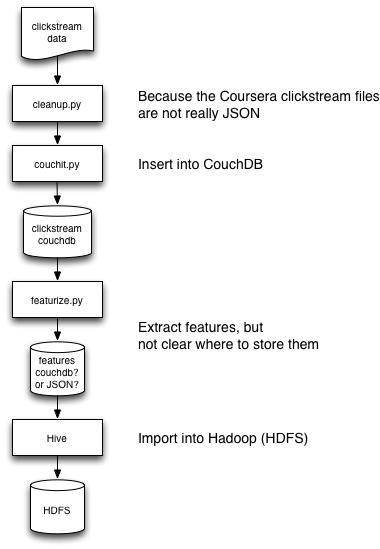 clickstream
data
cleanup.py
Because the Coursera clickstream files
are not really JSON
couchit.py
Insert into CouchDB
clickstream
couchdb
featurize.py
Extract features, but
not clear where to store them
features
couchdb?
or JSON?
Hive
Import into Hadoop (HDFS)
HDFS